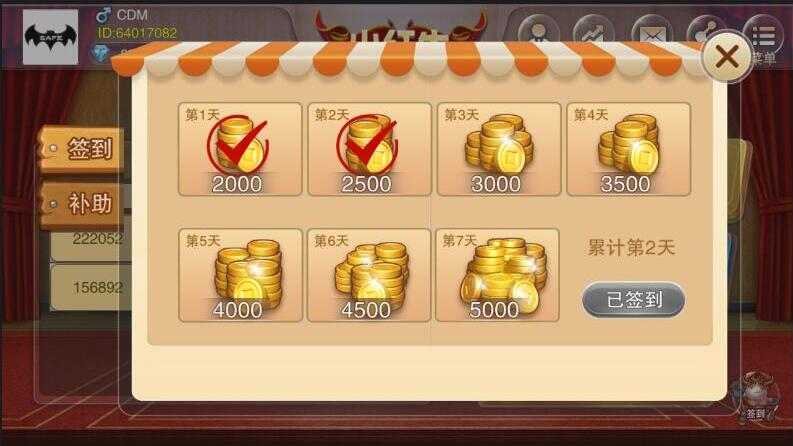 CDM
ID:64017082
SAFE
菜单
签到
补助
222052
156892
第1天
2000
第2天
2500
第3天
3000
第4天
3500
第5天
4000
第6天
4500
第7天
5000
累计第2天
已签到
签到